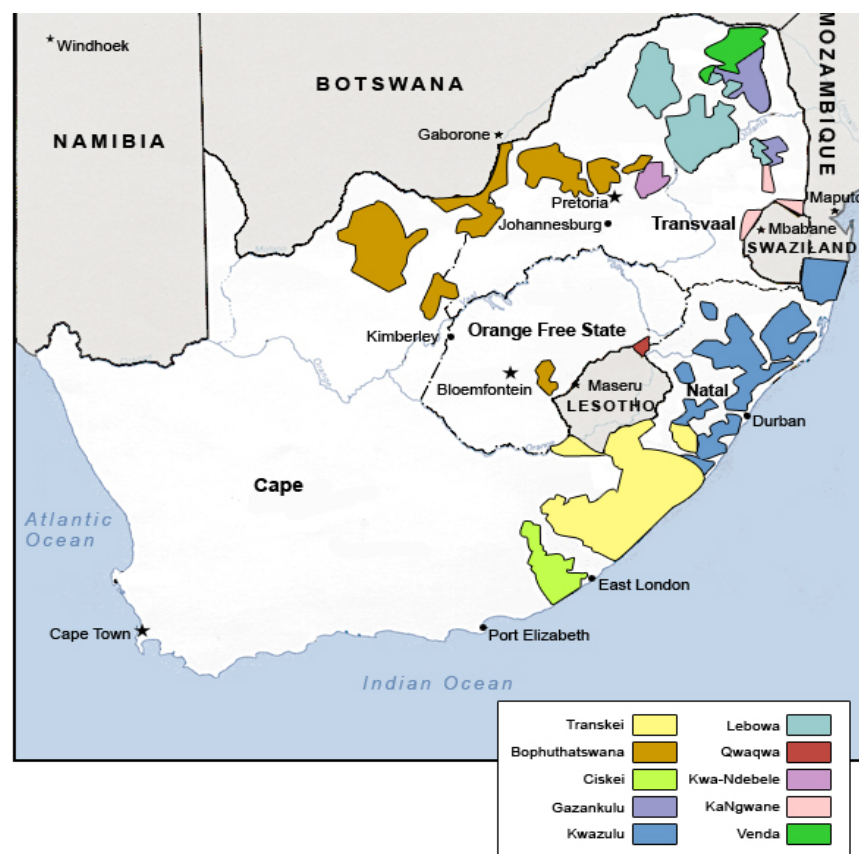 Windhoek
BOTSWANA
MOZAMBIQUE
NAMIBIA
Gaborone
Pretoria
Johannesburg
Transvaal
Maputo
Mbabane
SWAZILAND
Kimberley
Orange Free State
Bloemfontein
Maseru
LESOTHO
Natal
Durban
Orange
Orange
Cape
Atlantic
Ocean
East London
Cape Town
Port Elizabeth
Indian Ocean
Transkei
Lebowa
Bophuthatswana
Qwaqwa
Ciskei
Kwa-Ndebele
Gazankulu
KaNgwane
Kwazulu
Venda